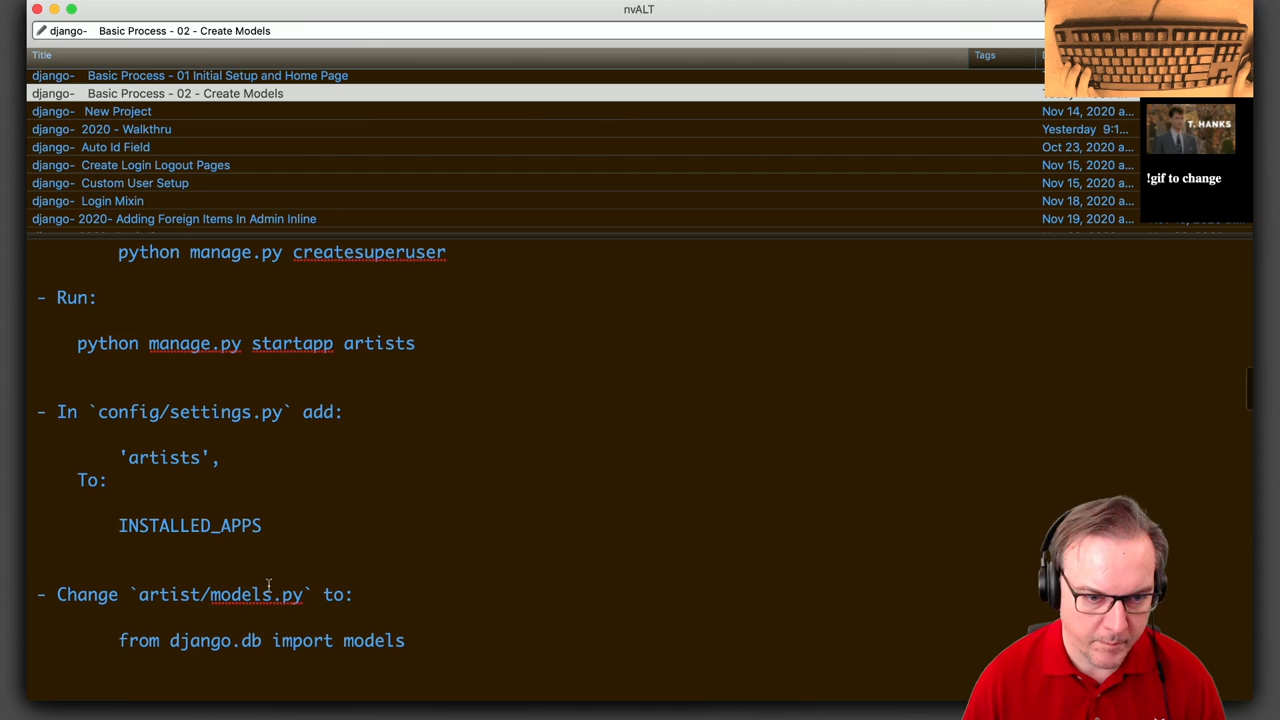 nvALT
django-   Basic Process - 02 - Create Models
Title
Tags
django-   Basic Process - 01 Initial Setup and Home Page
django-   Basic Process - 02 - Create Models
django-  New Project
Nov 14, 2020 a...
django-  2020 - Walkthru
Yesterday  9:1...
django-  Auto Id Field
Oct 23, 2020 a...
django-  Create Login Logout Pages
Nov 15, 2020 a...
django-  Custom User Setup
Nov 15, 2020 a...
django-  Login Mixin
Nov 18, 2020 a...
django- 2020- Adding Foreign Items In Admin Inline
Nov 19, 2020 a...
T. HANKS
!gif to change
python manage.py createsuperuser
- Run:
python manage.py startapp artists
- In `config/settings.py` add:
'artists',
To:
INSTALLED_APPS
- Change `artist/models.py` to:
from django.db import models